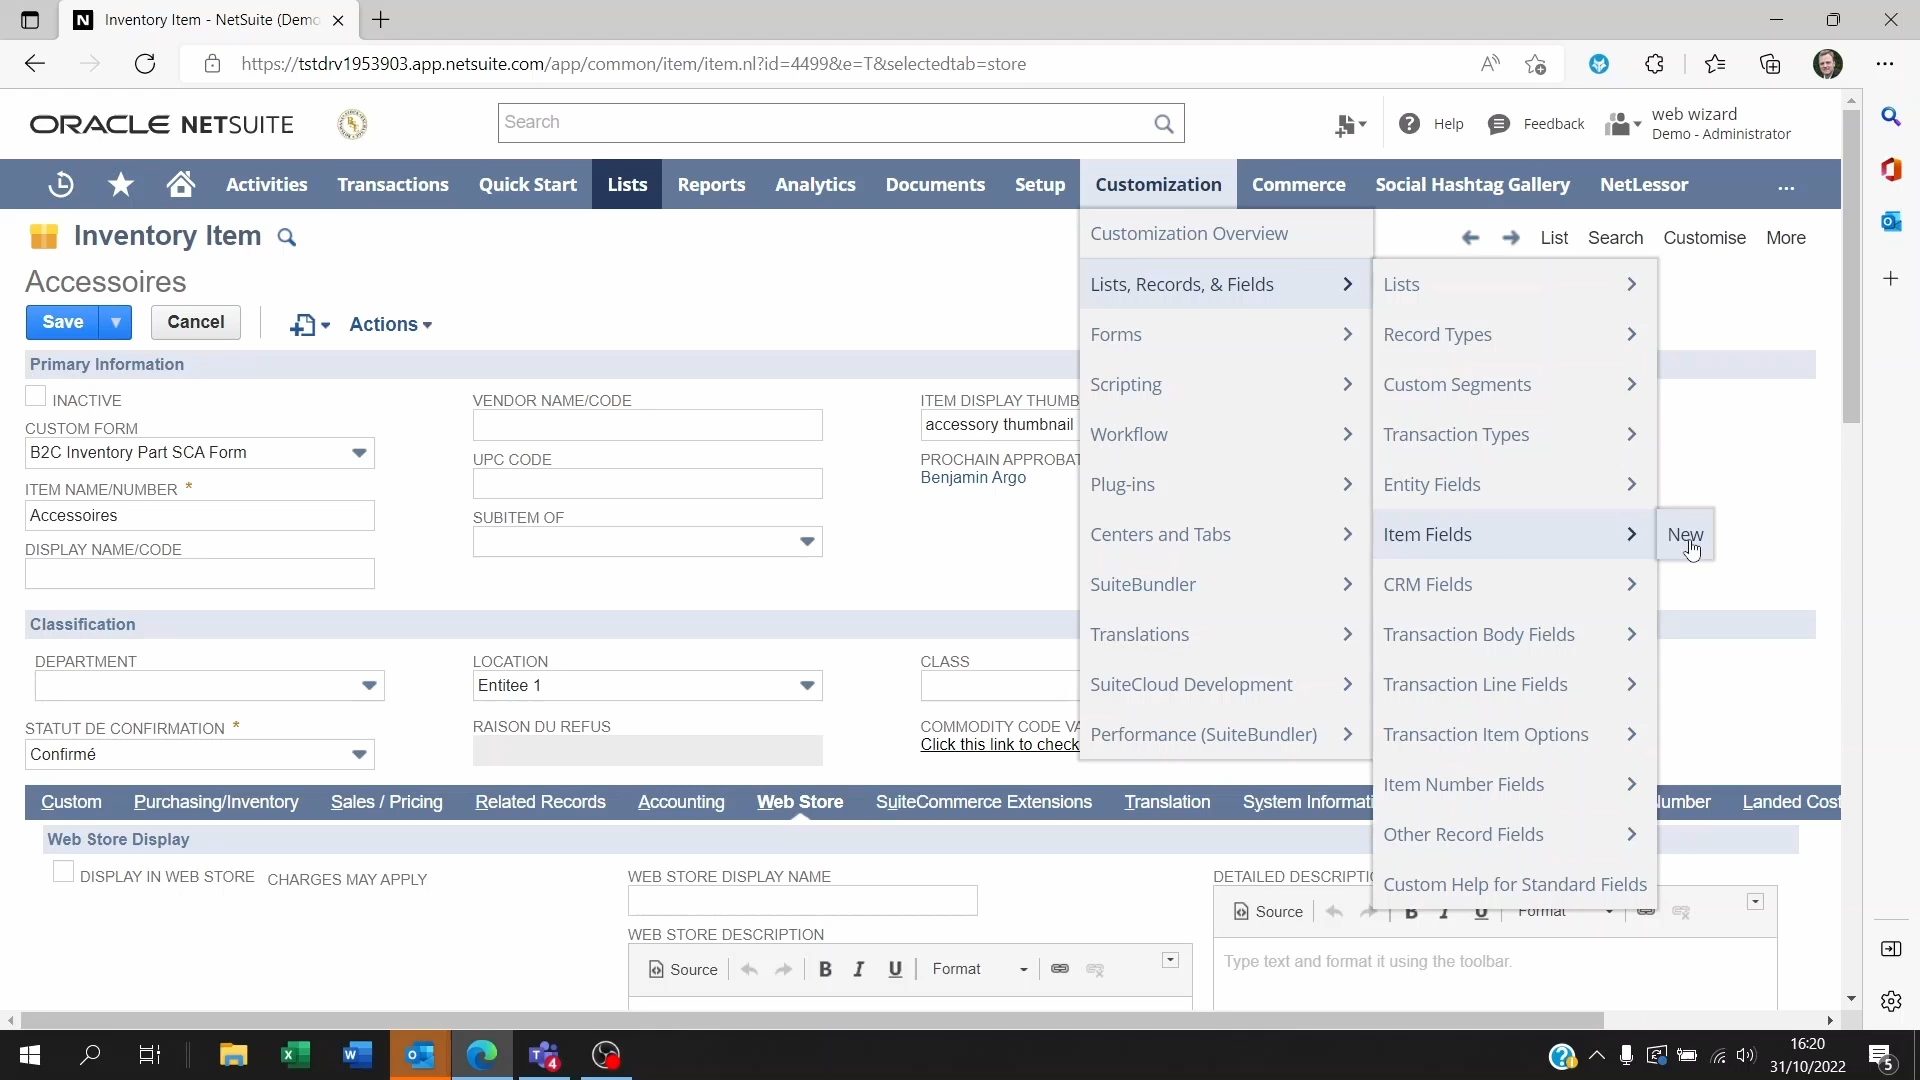 Inventory Item - NetSuite (Demo
https://tstdrv1953903.app.netsuite.com/app/common/item/item.nl?id=4499&e=T&selectedtab=store
ORACLE NETSUITE
Search
Help
Feedback
web wizard
Demo - Administrator
Activities Transactions Quick Start Lists Reports Analytics Documents Setup Customization Commerce Social Hashtag Gallery NetLessor ...
Inventory Item
List Search Customise More
Accessoires
Save
Cancel
Actions
Customization Overview
Lists, Records, & Fields
Forms
Scripting
Workflow
Plug-ins
Centers and Tabs
SuiteBundler
Translations
SuiteCloud Development
Performance (SuiteBundler)
Lists
Record Types
Custom Segments
Transaction Types
Entity Fields
Item Fields
New
CRM Fields
Transaction Body Fields
Transaction Line Fields
Transaction Item Options
Item Number Fields
Other Record Fields
Custom Help for Standard Fields
Primary Information
INACTIVE
CUSTOM FORM
B2C Inventory Part SCA Form
ITEM NAME/NUMBER *
Accessoires
DISPLAY NAME/CODE
VENDOR NAME/CODE
UPC CODE
SUBITEM OF
ITEM DISPLAY THUMB
accessory thumbnail
PROCHAIN APPROBAT
Benjamin Argo
Classification
DEPARTMENT
LOCATION
Entitee 1
CLASS
STATUT DE CONFIRMATION *
Confirmé
RAISON DU REFUS
COMMODITY CODE VA
Click this link to check
Custom Purchasing/Inventory Sales / Pricing Related Records Accounting Web Store SuiteCommerce Extensions Translation System Informati umber Landed Cost
Web Store Display
DISPLAY IN WEB STORE CHARGES MAY APPLY
WEB STORE DISPLAY NAME
WEB STORE DESCRIPTION
Source B I U Format
DETAILED DESCRIPTIO
Source B I U Format
Type text and format it using the toolbar.
4
16:20
31/10/2022
5